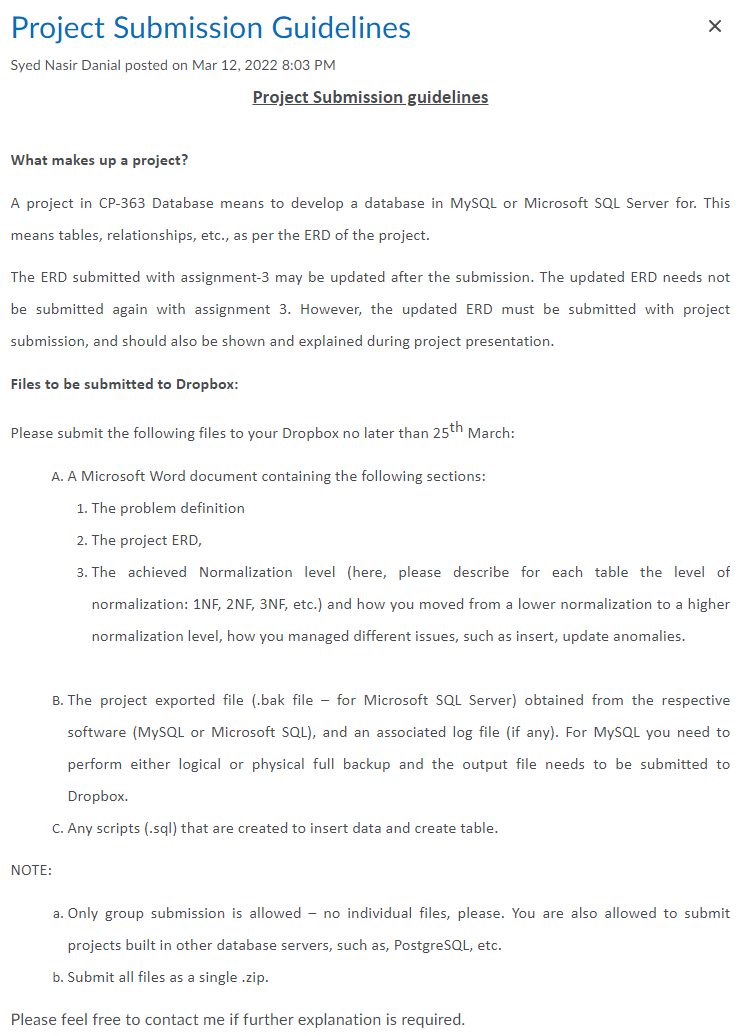 Project Submission Guidelines
Syed Nasir Danial posted on Mar 12, 2022 8:03 PM
Project Submission guidelines
What makes up a project?
A project in CP-363 Database means to develop a database in MySQL or Microsoft SQL Server for. This
means tables, relationships, etc., as per the ERD of the project.
The ERD submitted with assignment-3 may be updated after the submission. The updated ERD needs not
be submitted again with assignment 3. However, the updated ERD must be submitted with project
submission, and should also be shown and explained during project presentation.
Files to be submitted to Dropbox:
Please submit the following files to your Dropbox no later than 25th March:
A. A Microsoft Word document containing the following sections:
1. The problem definition
2. The project ERD,
3. The achieved Normalization level (here, please describe for each table the level of
normalization: 1NF, 2NF, 3NF, etc.) and how you moved from a lower normalization to a higher
normalization level, how you managed different issues, such as insert, update anomalies.
B. The project exported file (.bak file – for Microsoft SQL Server) obtained from the respective
software (MySQL or Microsoft SQL), and an associated log file (if any). For MySQL you need to
perform either logical or physical full backup and the output file needs to be submitted to
Dropbox.
C. Any scripts (.sql) that are created to insert data and create table.
NOTE:
a. Only group submission is allowed – no individual files, please. You are also allowed to submit
projects built in other database servers, such as, PostgreSQL, etc.
b. Submit all files as a single .zip.
Please feel free to contact me if further explanation is required.